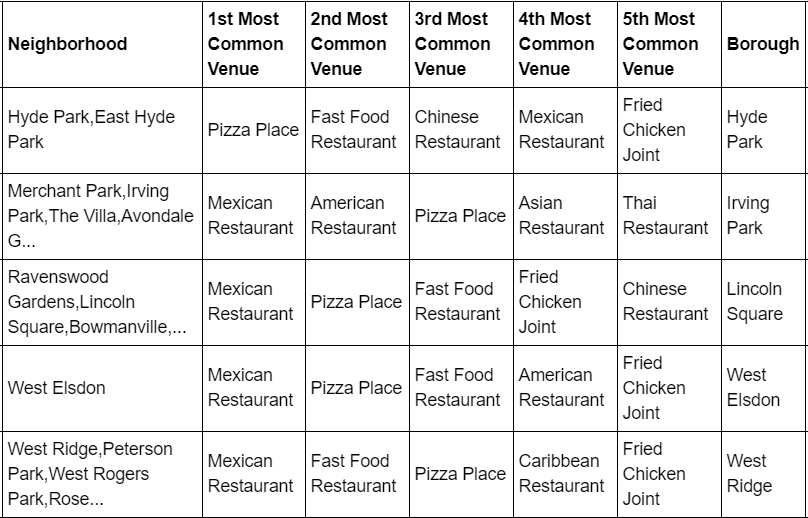 Neighborhood
1st Most
Common
Venue
2nd Most
Common
Venue
3rd Most
Common
Venue
4th Most
Common
Venue
5th Most
Common
Venue
Borough
Hyde Park,East Hyde
Park
Pizza Place
Fast Food
Restaurant
Chinese
Restaurant
Mexican
Restaurant
Fried
Chicken
Joint
Hyde
Park
Merchant Park,Irving
Park,The Villa,Avondale
G...
Mexican
Restaurant
American
Restaurant
Pizza Place
Asian
Restaurant
Thai
Restaurant
Irving
Park
Ravenswood
Gardens,Lincoln
Square,Bowmanville,...
Mexican
Restaurant
Pizza Place
Fast Food
Restaurant
Fried
Chicken
Joint
Chinese
Restaurant
Lincoln
Square
West Elsdon
Mexican
Restaurant
Pizza Place
Fast Food
Restaurant
American
Restaurant
Fried
Chicken
Joint
West
Elsdon
West Ridge,Peterson
Park,West Rogers
Park,Rose...
Mexican
Restaurant
Fast Food
Restaurant
Pizza Place
Caribbean
Restaurant
Fried
Chicken
Joint
West
Ridge